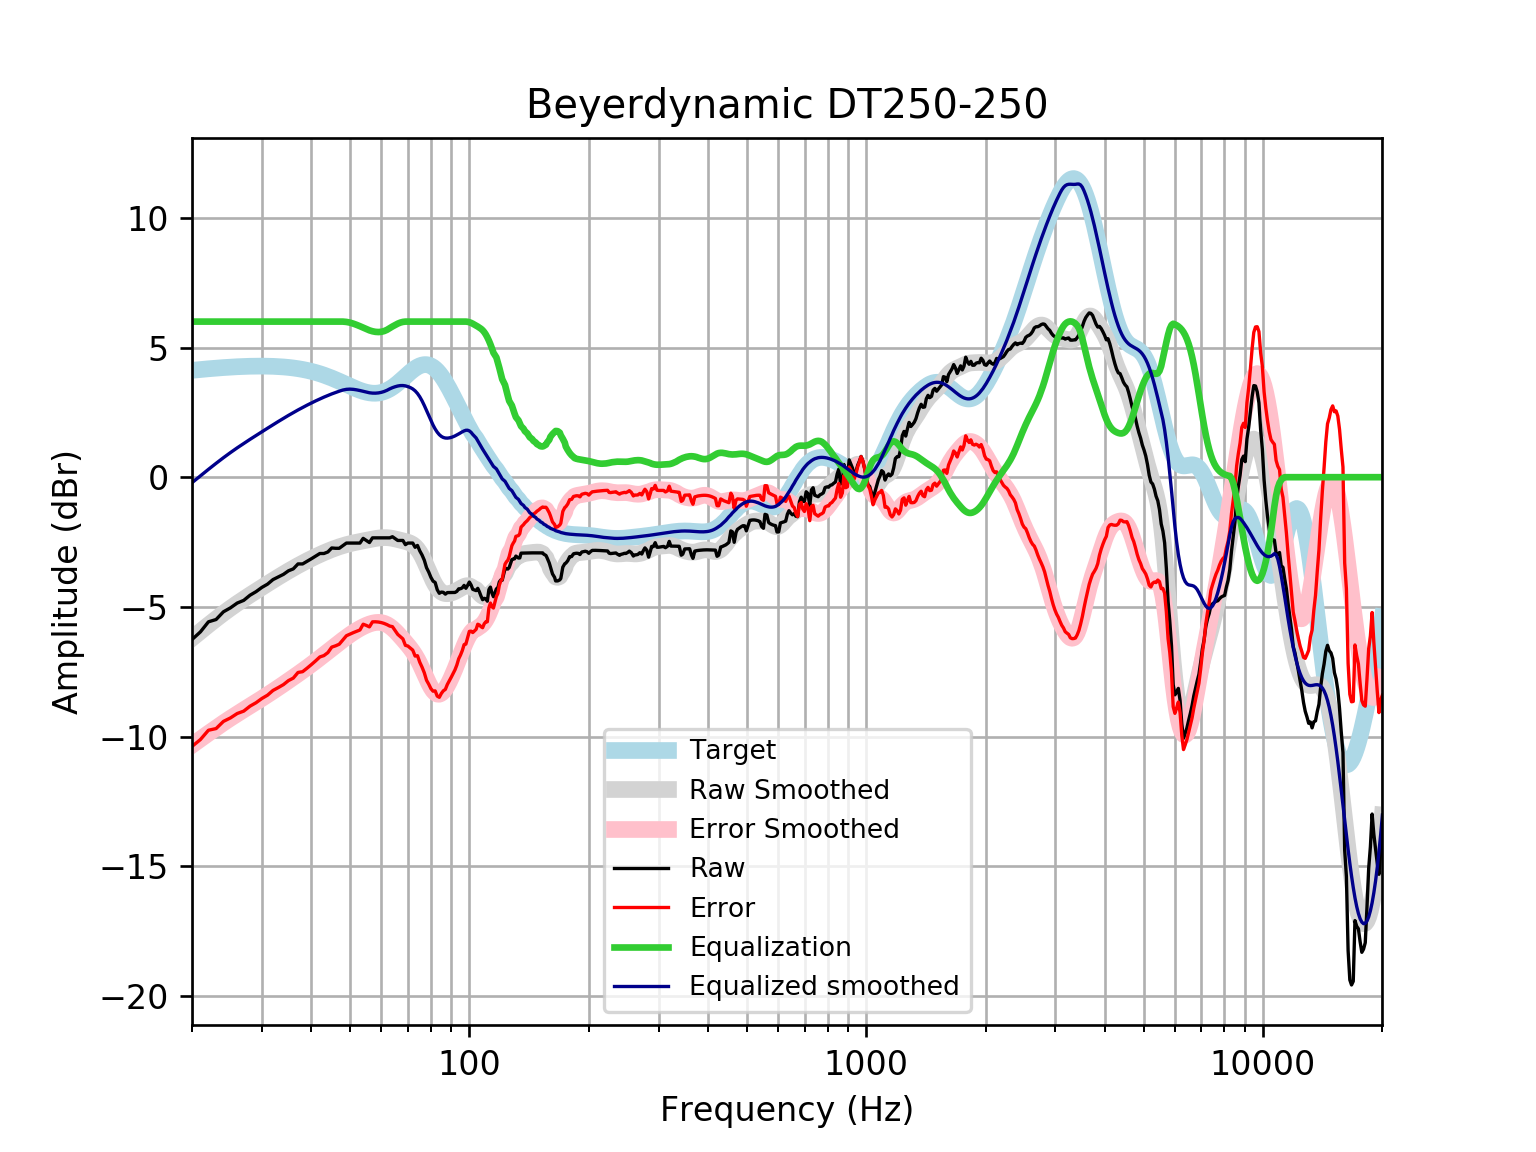 Beyerdynamic DT250-250
Amplitude (dBr)
10
5
0
−5
−10
−15
−20
Target
Raw Smoothed
Error Smoothed
Raw
Error
Equalization
Equalized smoothed
100
1000
10000
Frequency (Hz)